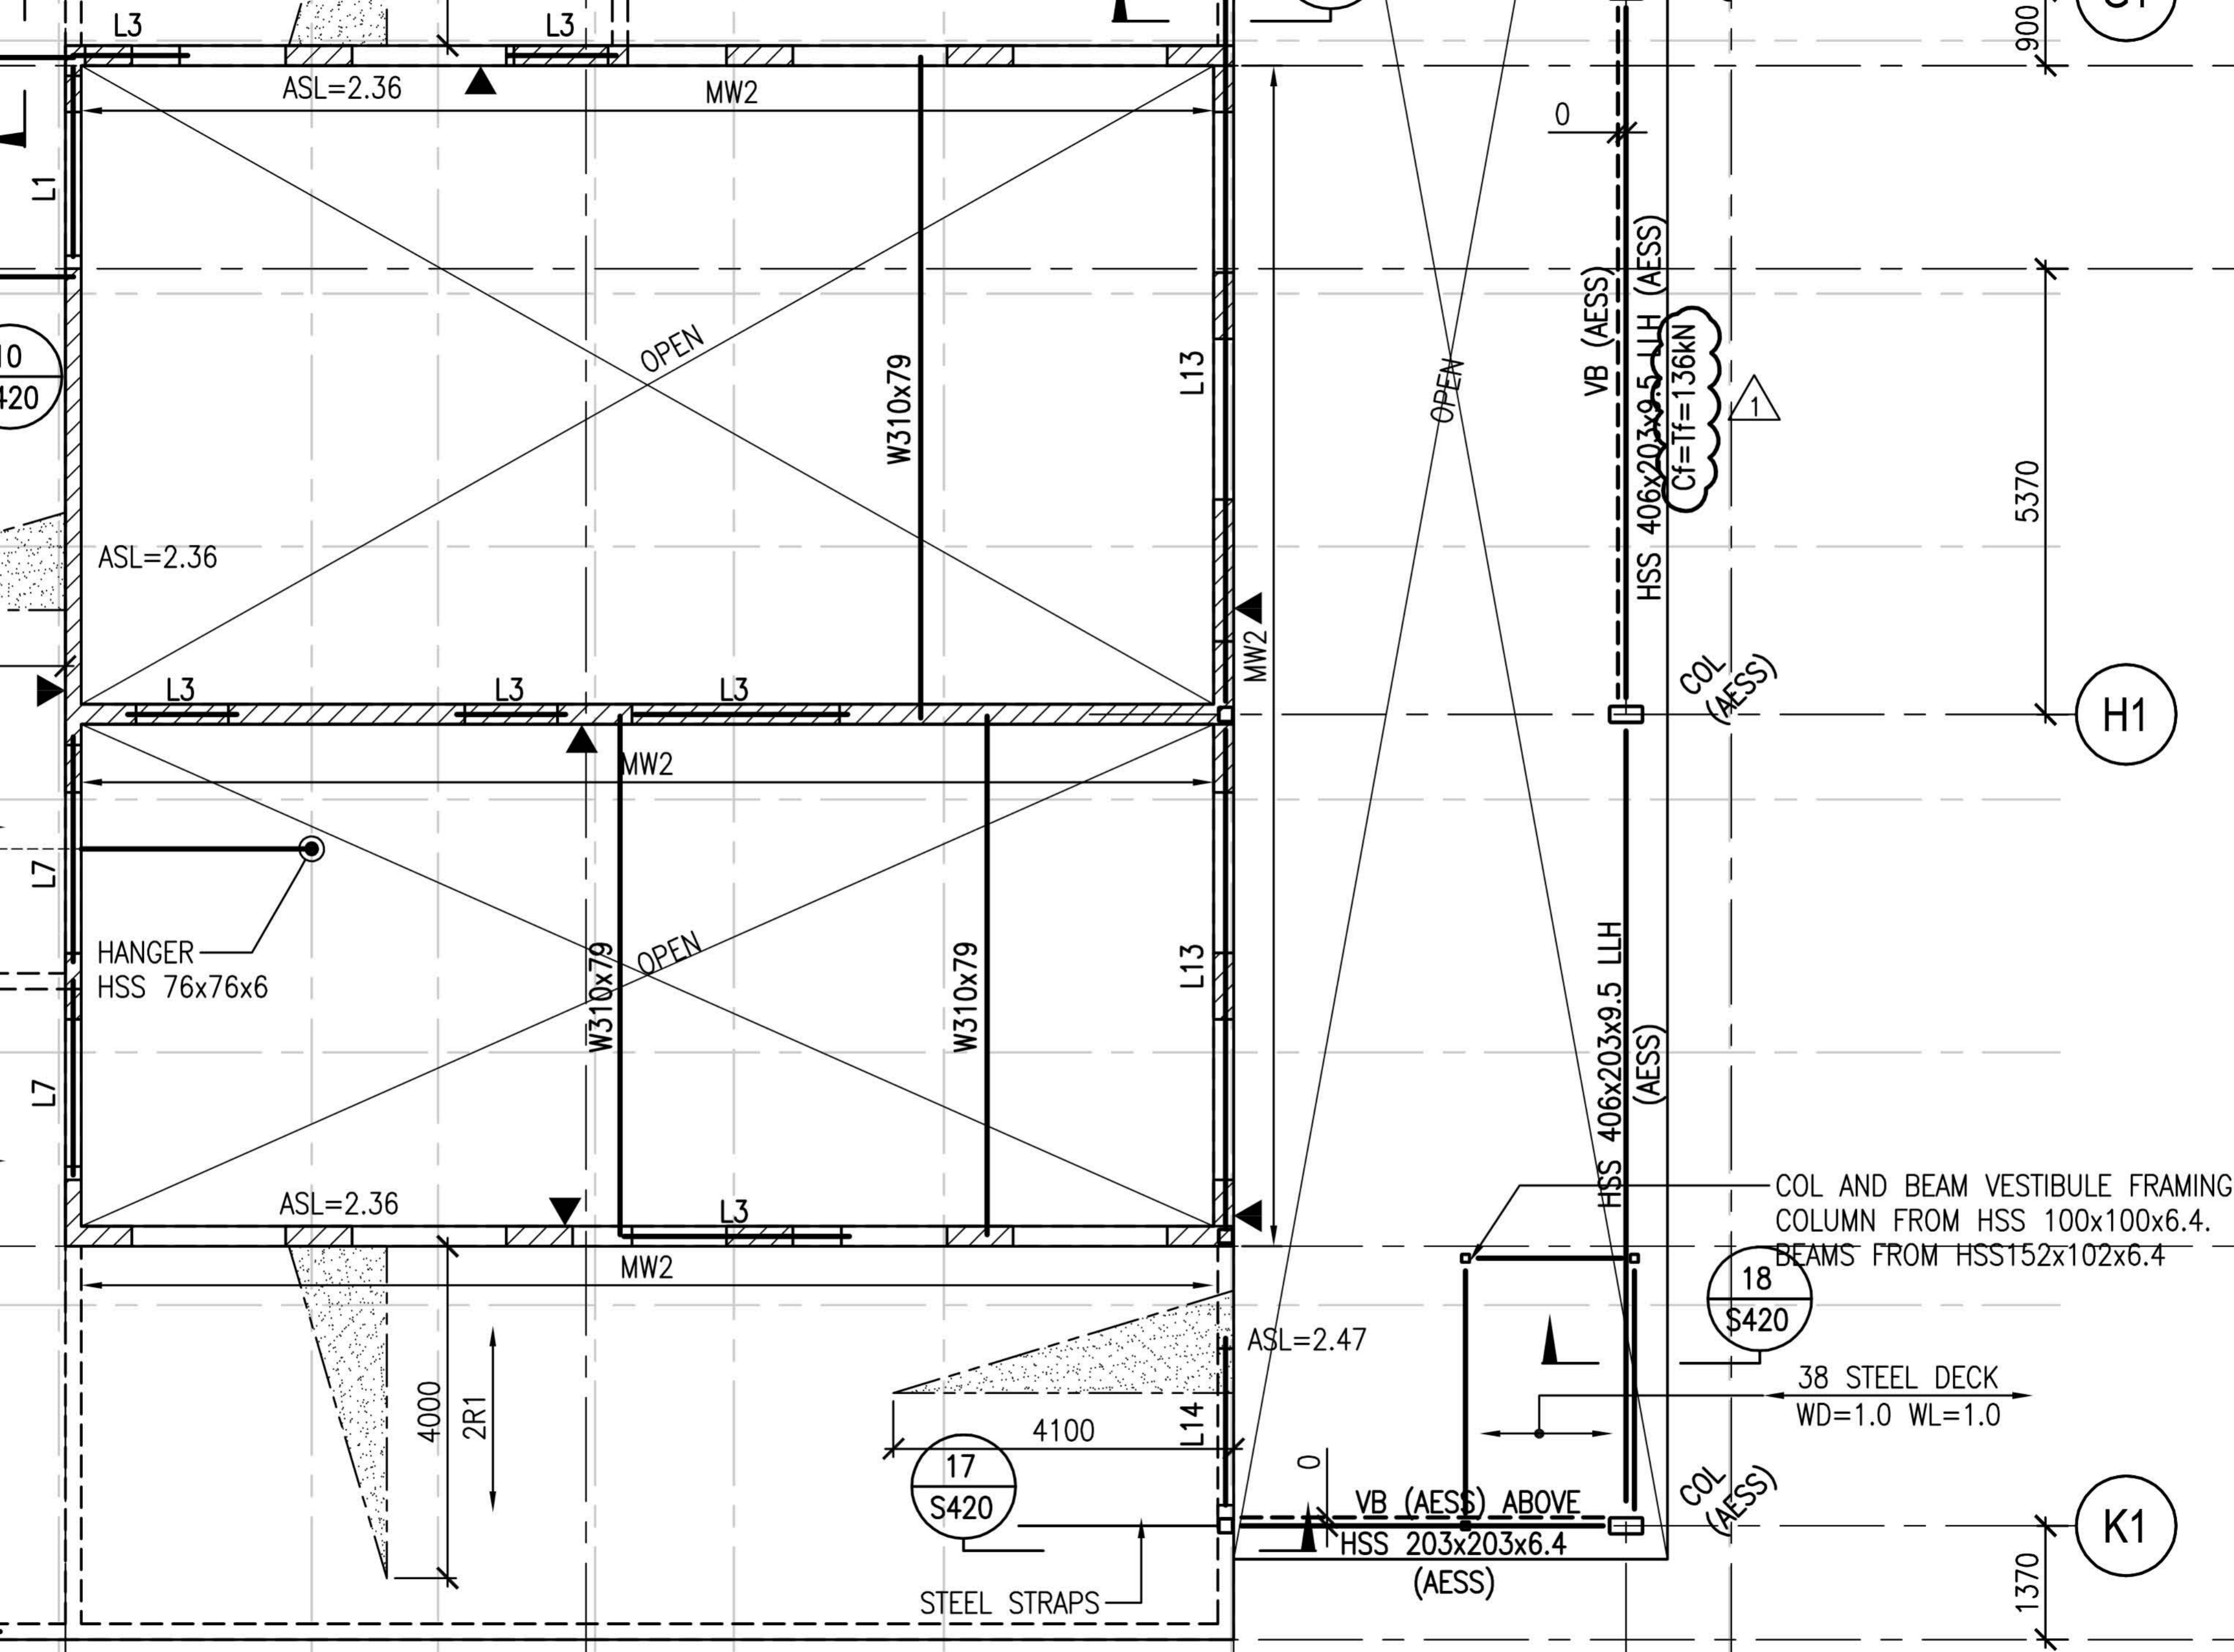 L3
L3
900
ASL=2.36
MW2
0
L1
OPEN
W310x79
L13
OPEN
VB (AESS)
HSS 406x203x9.5 LLH (AESS)
Cf=Tf=136kN
1
5370
10
S420
ASL=2.36
MW2
COL
(AESS)
L3
L3
L3
H1
MW2
L7
HANGER
HSS 76x76x6
W310x79
OPEN
W310x79
L13
HSS 406x203x9.5 LLH
(AESS)
L7
ASL=2.36
L3
COL AND BEAM VESTIBULE FRAMING
COLUMN FROM HSS 100x100x6.4.
BEAMS FROM HSS152x102x6.4
MW2
18
S420
ASL=2.47
38 STEEL DECK
WD=1.0 WL=1.0
4000
2R1
4100
L14
17
S420
0
VB (AESS) ABOVE
HSS 203x203x6.4
(AESS)
COL
(AESS)
K1
STEEL STRAPS
1370